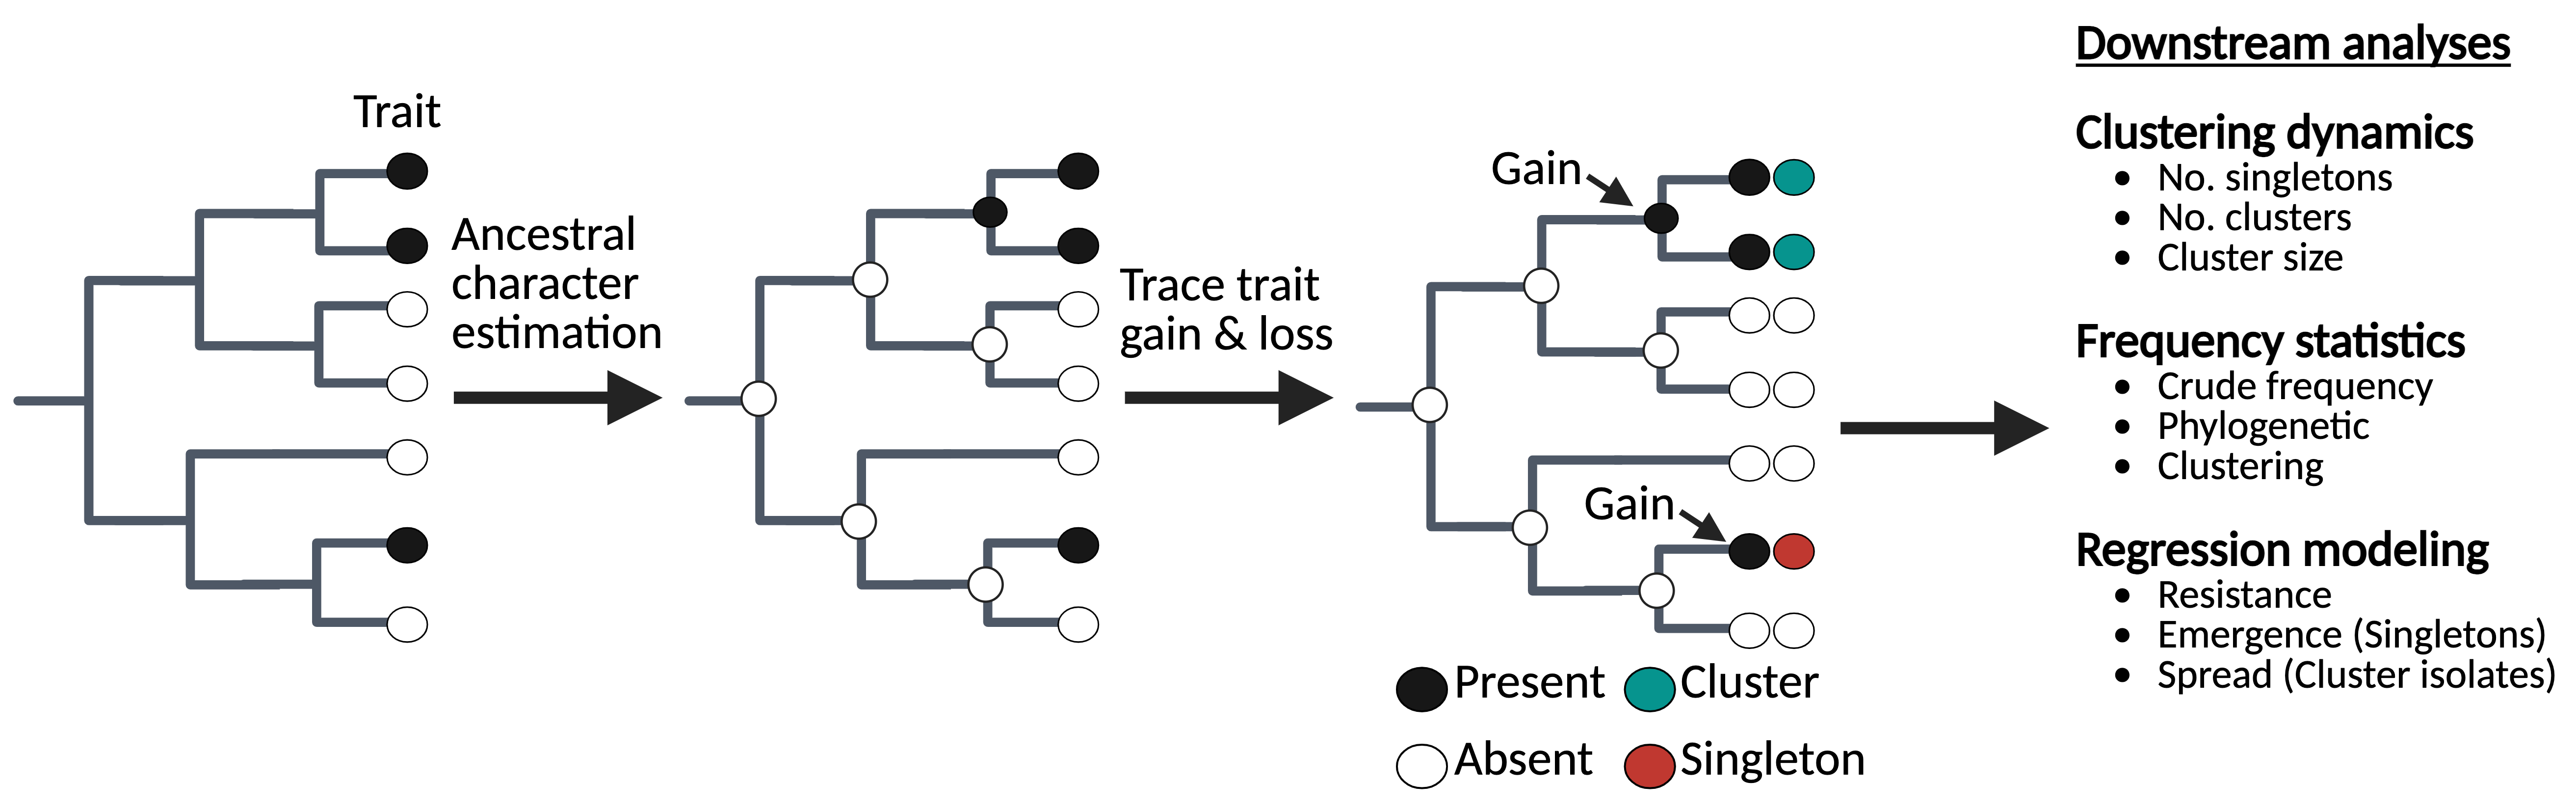 Trait
Ancestral
character
estimation
Trace trait
gain & loss
Gain
Gain
Present
Cluster
Absent
Singleton
Downstream analyses
Clustering dynamics
• No. singletons
• No. clusters
• Cluster size
Frequency statistics
• Crude frequency
• Phylogenetic
• Clustering
Regression modeling
• Resistance
• Emergence (Singletons)
• Spread (Cluster isolates)